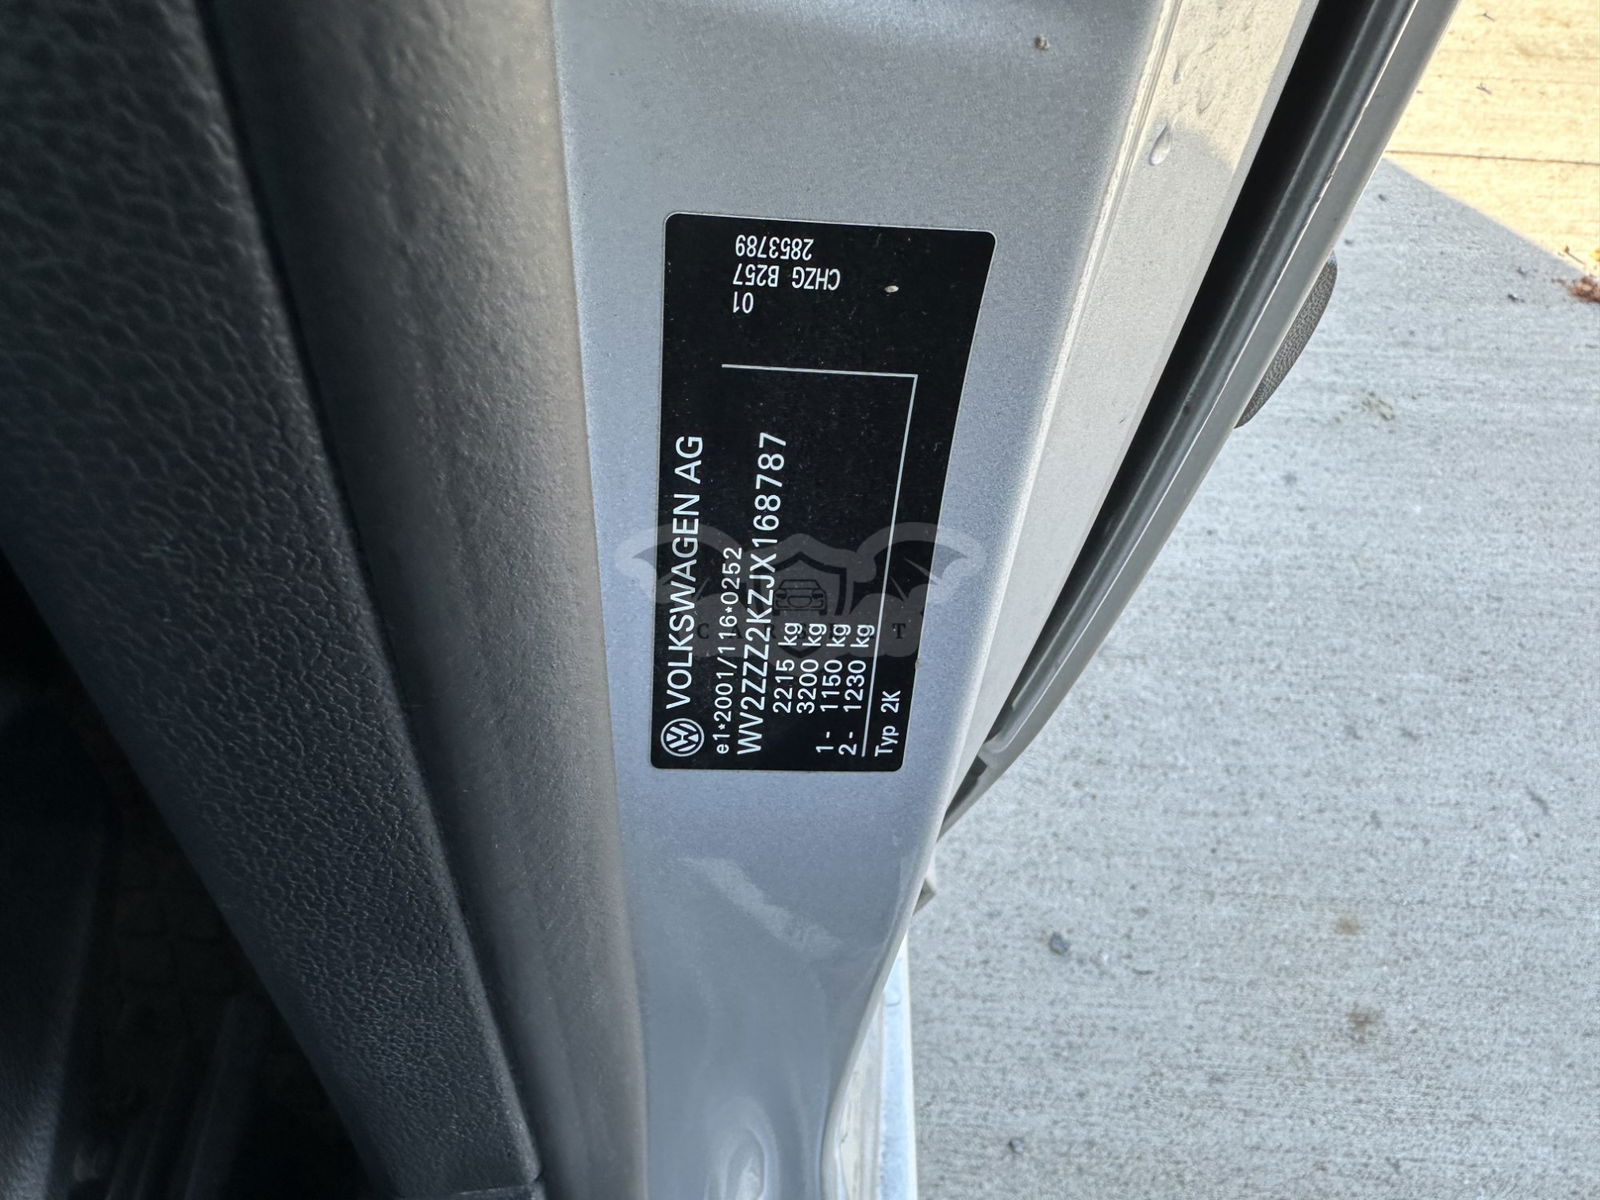 VOLKSWAGEN AG
e1*2001/116*0252
WV2ZZZ2KZJX168787
2215 kg
3200 kg
1- 1150 kg
2- 1230 kg
Typ 2K
2853789
CHZG B257
01